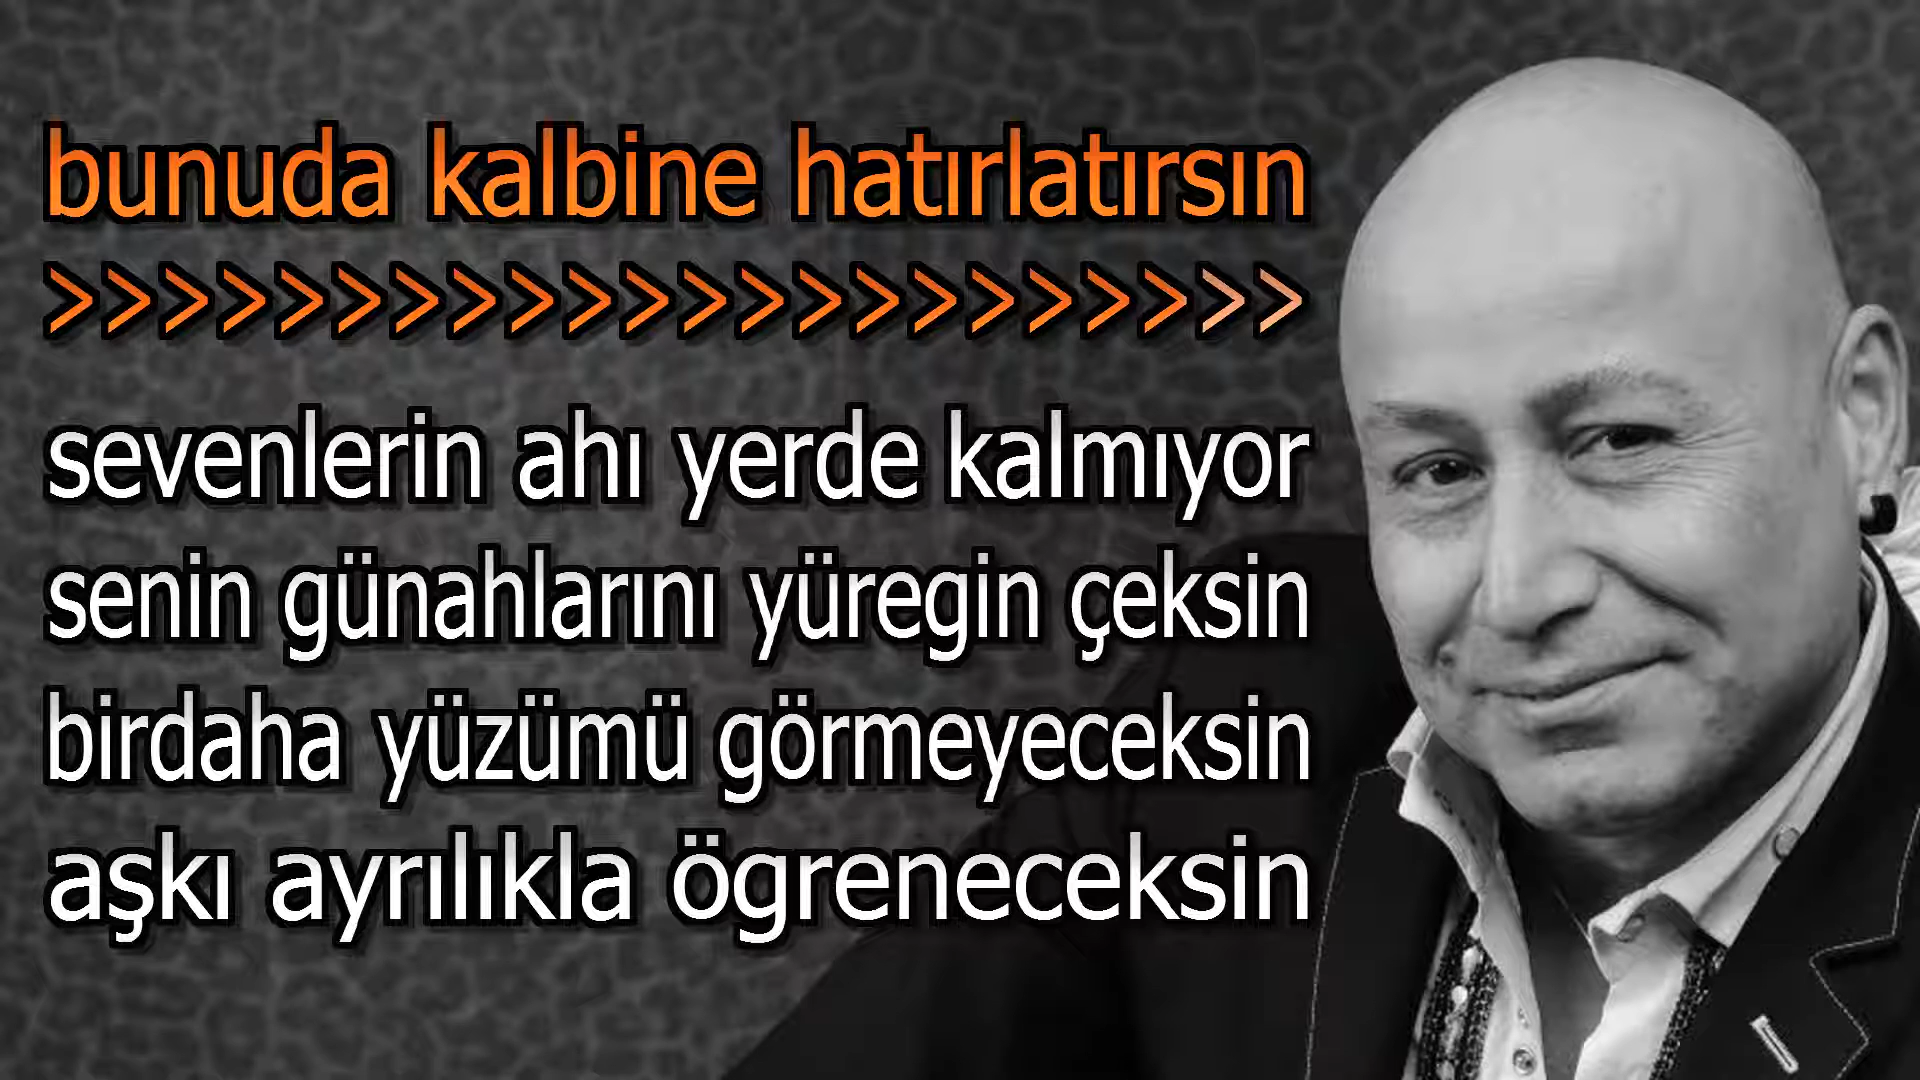 bunuda kalbine hatırlatırsın
>>>>>>>>>>>>>>>>>>>>>>
sevenlerin ahı yerde kalmıyor
senin günahlarını yüregin çeksin
birdaha yüzümü görmeyeceksin
aşkı ayrılıkla ögreneceksin